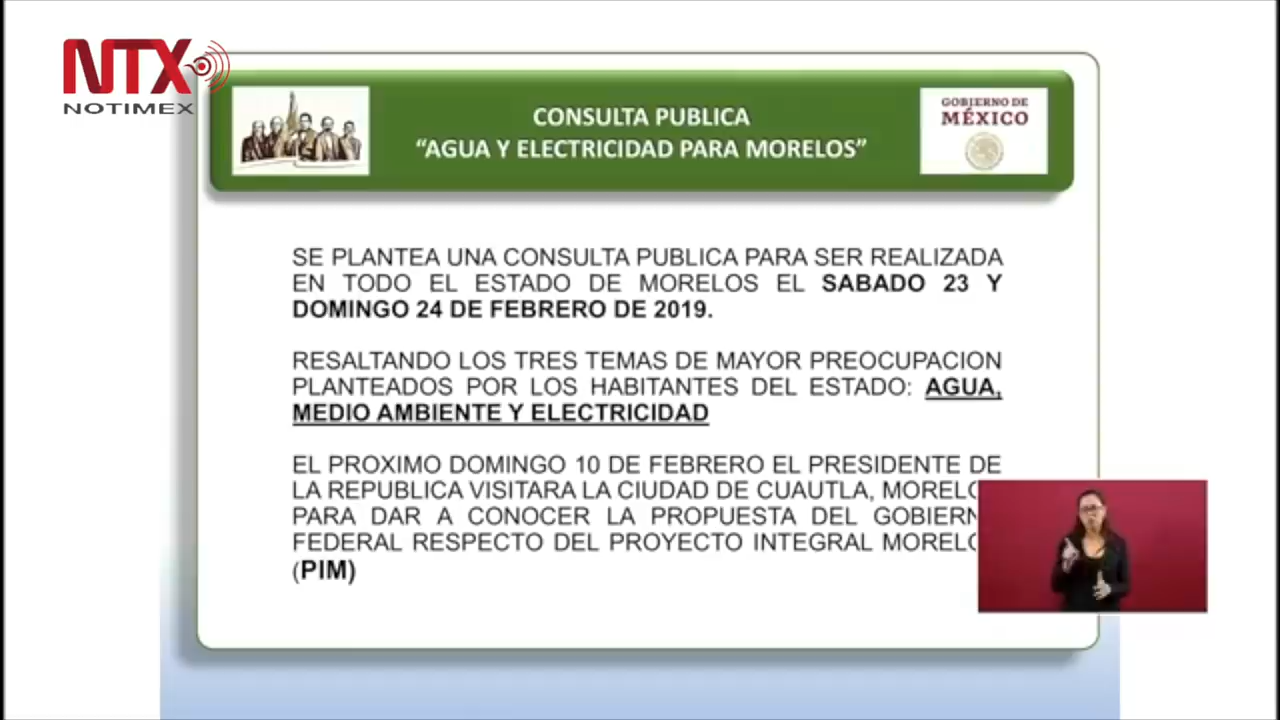 NTX
NOTIMEX
CONSULTA PUBLICA
“AGUA Y ELECTRICIDAD PARA MORELOS”
GOBIERNO DE
MÉXICO
SE PLANTEA UNA CONSULTA PUBLICA PARA SER REALIZADA
EN TODO EL ESTADO DE MORELOS EL SABADO 23 Y
DOMINGO 24 DE FEBRERO DE 2019.
RESALTANDO LOS TRES TEMAS DE MAYOR PREOCUPACION
PLANTEADOS POR LOS HABITANTES DEL ESTADO: AGUA,
MEDIO AMBIENTE Y ELECTRICIDAD
EL PROXIMO DOMINGO 10 DE FEBRERO EL PRESIDENTE DE
LA REPUBLICA VISITARA LA CIUDAD DE CUAUTLA,
PARA DAR A CONOCER LA PROPUESTA DEL
FEDERAL RESPECTO DEL PROYECTO INTEGRAL
(PIM)